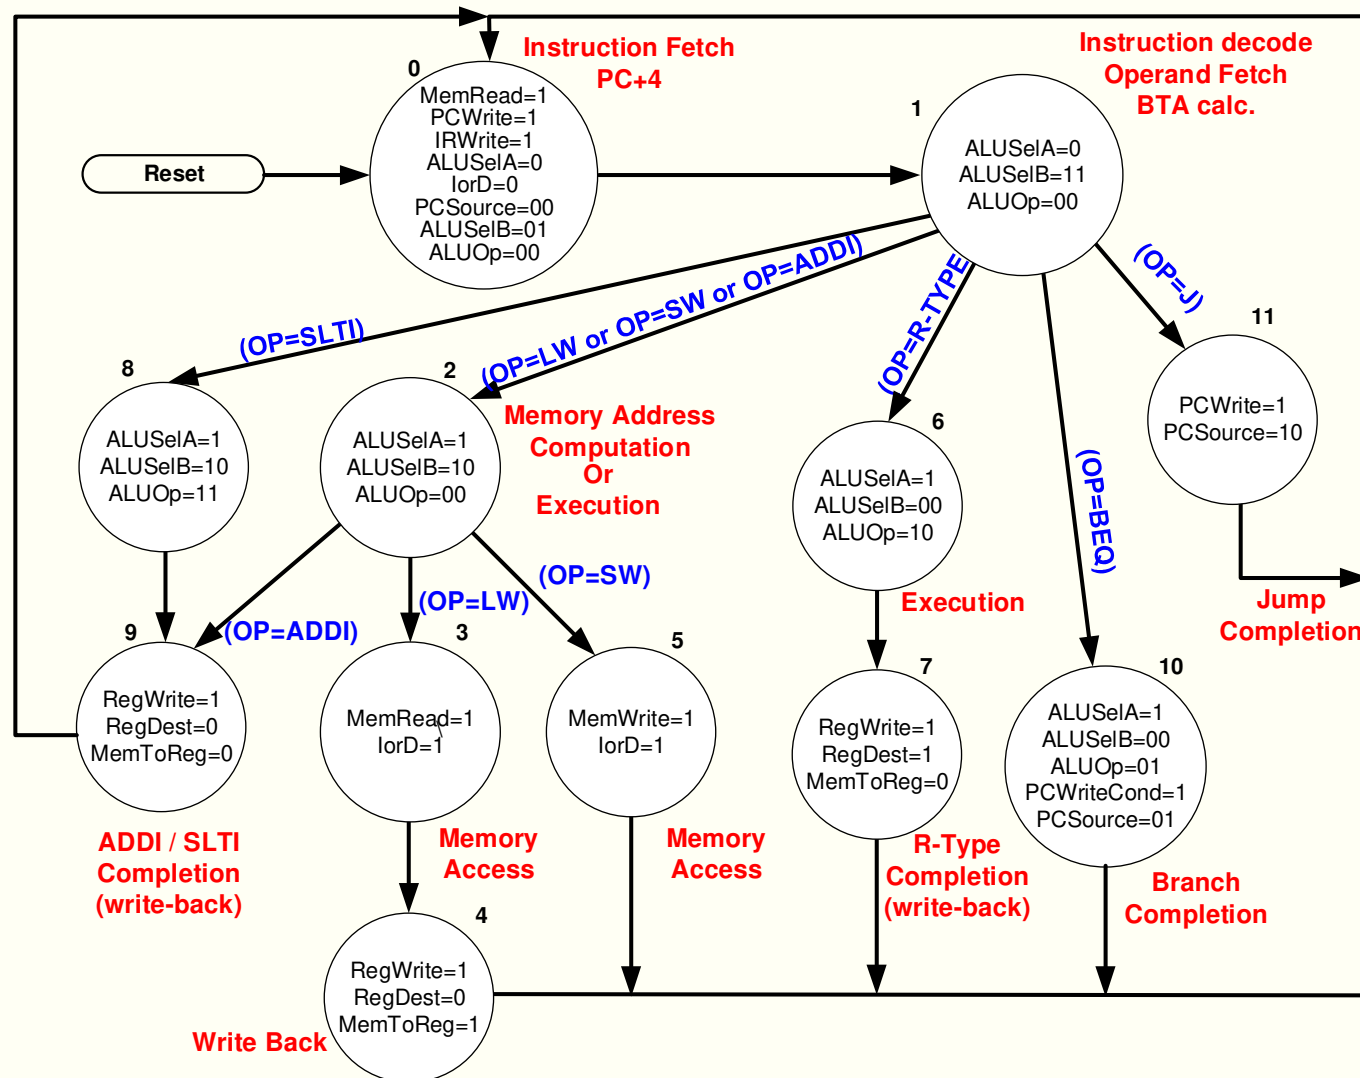 Instruction Fetch
PC+4
Instruction decode
Operand Fetch
BTA calc.
0
MemRead=1
PCWrite=1
IRWrite=1
ALUSelA=0
IorD=0
PCSource=00
ALUSelB=01
ALUOp=00
Reset
1
ALUSelA=0
ALUSelB=11
ALUOp=00
(OP=SLTI)
(OP=LW or OP=SW or OP=ADDI)
(OP=R-TYPE)
(OP=BEQ)
(OP=J)
8
ALUSelA=1
ALUSelB=10
ALUOp=11
2
ALUSelA=1
ALUSelB=10
ALUOp=00
Memory Address
Computation
Or
Execution
6
ALUSelA=1
ALUSelB=00
ALUOp=10
Execution
11
PCWrite=1
PCSource=10
Jump
Completion
(OP=ADDI)
(OP=LW)
(OP=SW)
9
RegWrite=1
RegDest=0
MemToReg=0
ADDI / SLTI
Completion
(write-back)
3
MemRead=1
IorD=1
Memory
Access
5
MemWrite=1
IorD=1
Memory
Access
7
RegWrite=1
RegDest=1
MemToReg=0
R-Type
Completion
(write-back)
10
ALUSelA=1
ALUSelB=00
ALUOp=01
PCWriteCond=1
PCSource=01
Branch
Completion
4
RegWrite=1
RegDest=0
MemToReg=1
Write Back